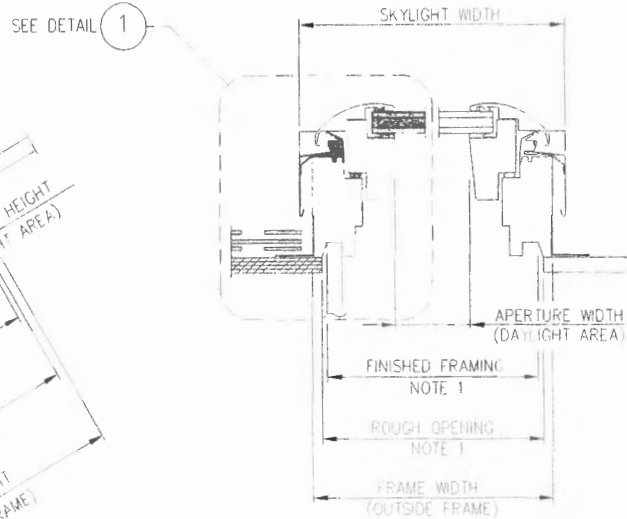 SEE DETAIL 1
SKYLIGHT WIDTH
HEIGHT
AREA)
APERTURE WIDTH
(DAYLIGHT AREA)
FINISHED FRAMING
NOTE 1
ROUGH OPENING
NOTE 1
FRAME WIDTH
(OUTSIDE FRAME)